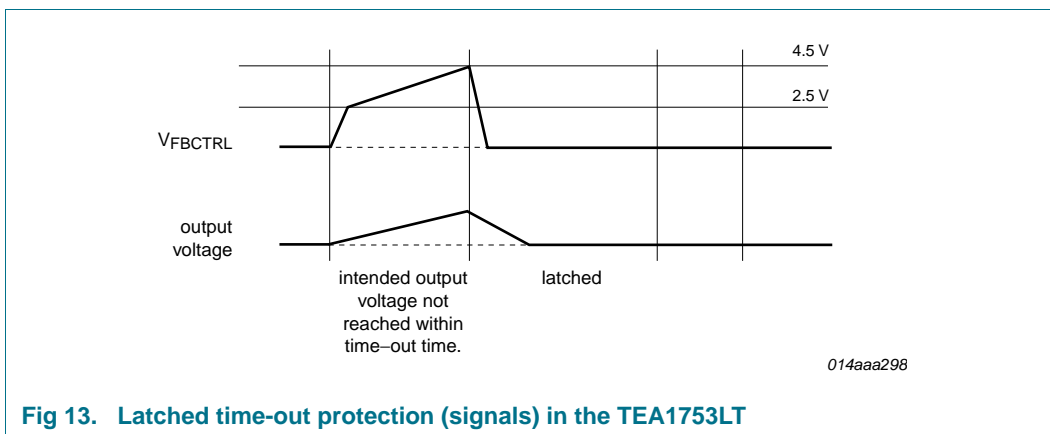 4.5 V
2.5 V
VFBCTRL
output
voltage
intended output
voltage not
reached within
time–out time.
latched
014aaa298
Fig 13. Latched time-out protection (signals) in the TEA1753LT